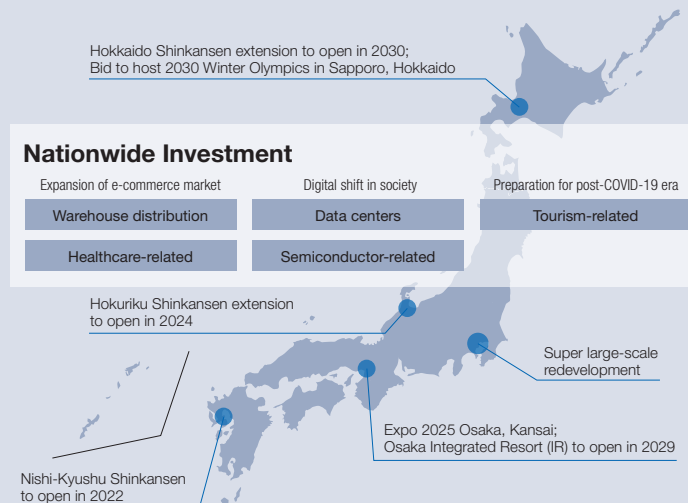 Hokkaido Shinkansen extension to open in 2030;
Bid to host 2030 Winter Olympics in Sapporo, Hokkaido
Nationwide Investment
Expansion of e-commerce market
Digital shift in society
Preparation for post-COVID-19 era
Warehouse distribution
Data centers
Tourism-related
Healthcare-related
Semiconductor-related
Hokuriku Shinkansen extension
to open in 2024
Super large-scale
redevelopment
Expo 2025 Osaka, Kansai;
Osaka Integrated Resort (IR) to open in 2029
Nishi-Kyushu Shinkansen
to open in 2022